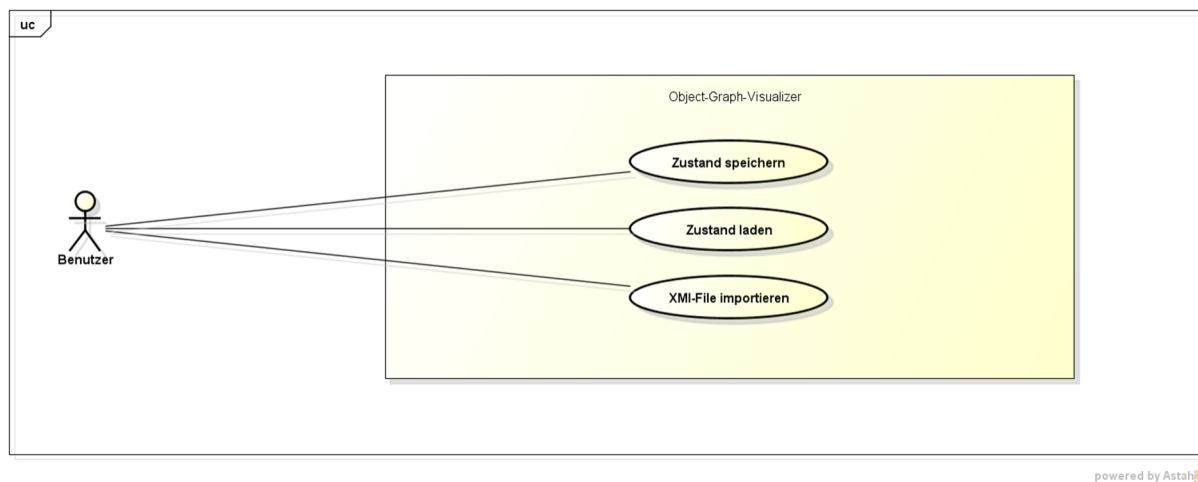 uc
Object-Graph-Visualizer
Zustand speichern
Zustand laden
XMI-File importieren
Benutzer
powered by Astah